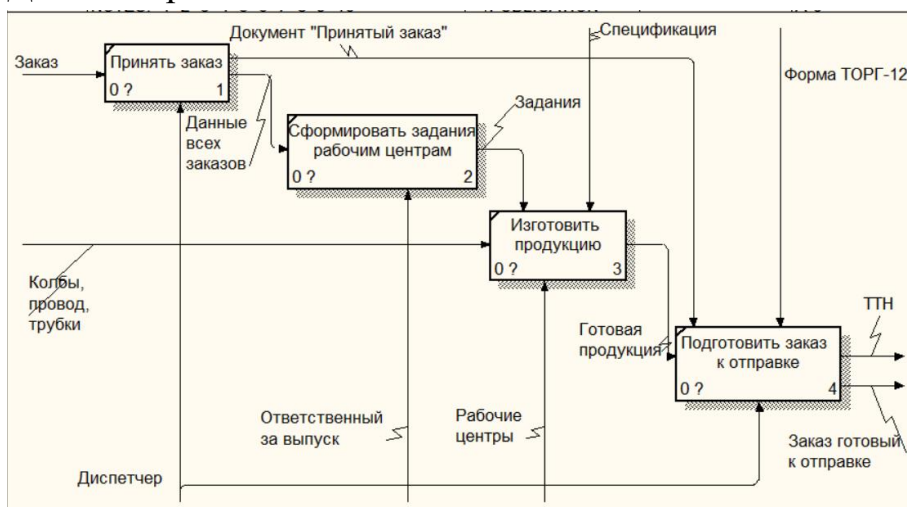 Документ "Принятый заказ"
Спецификация
Заказ
Принять заказ
0 ?
1
Форма ТОРГ-12
Данные
всех
заказов
Задания
Сформировать задания
рабочим центрам
0 ?
2
Изготовить
продукцию
0 ?
3
Колбы,
провод,
трубки
Готовая
продукция
ТТН
Подготовить заказ
к отправке
0 ?
4
Ответственный
за выпуск
Рабочие
центры
Заказ готовый
к отправке
Диспетчер